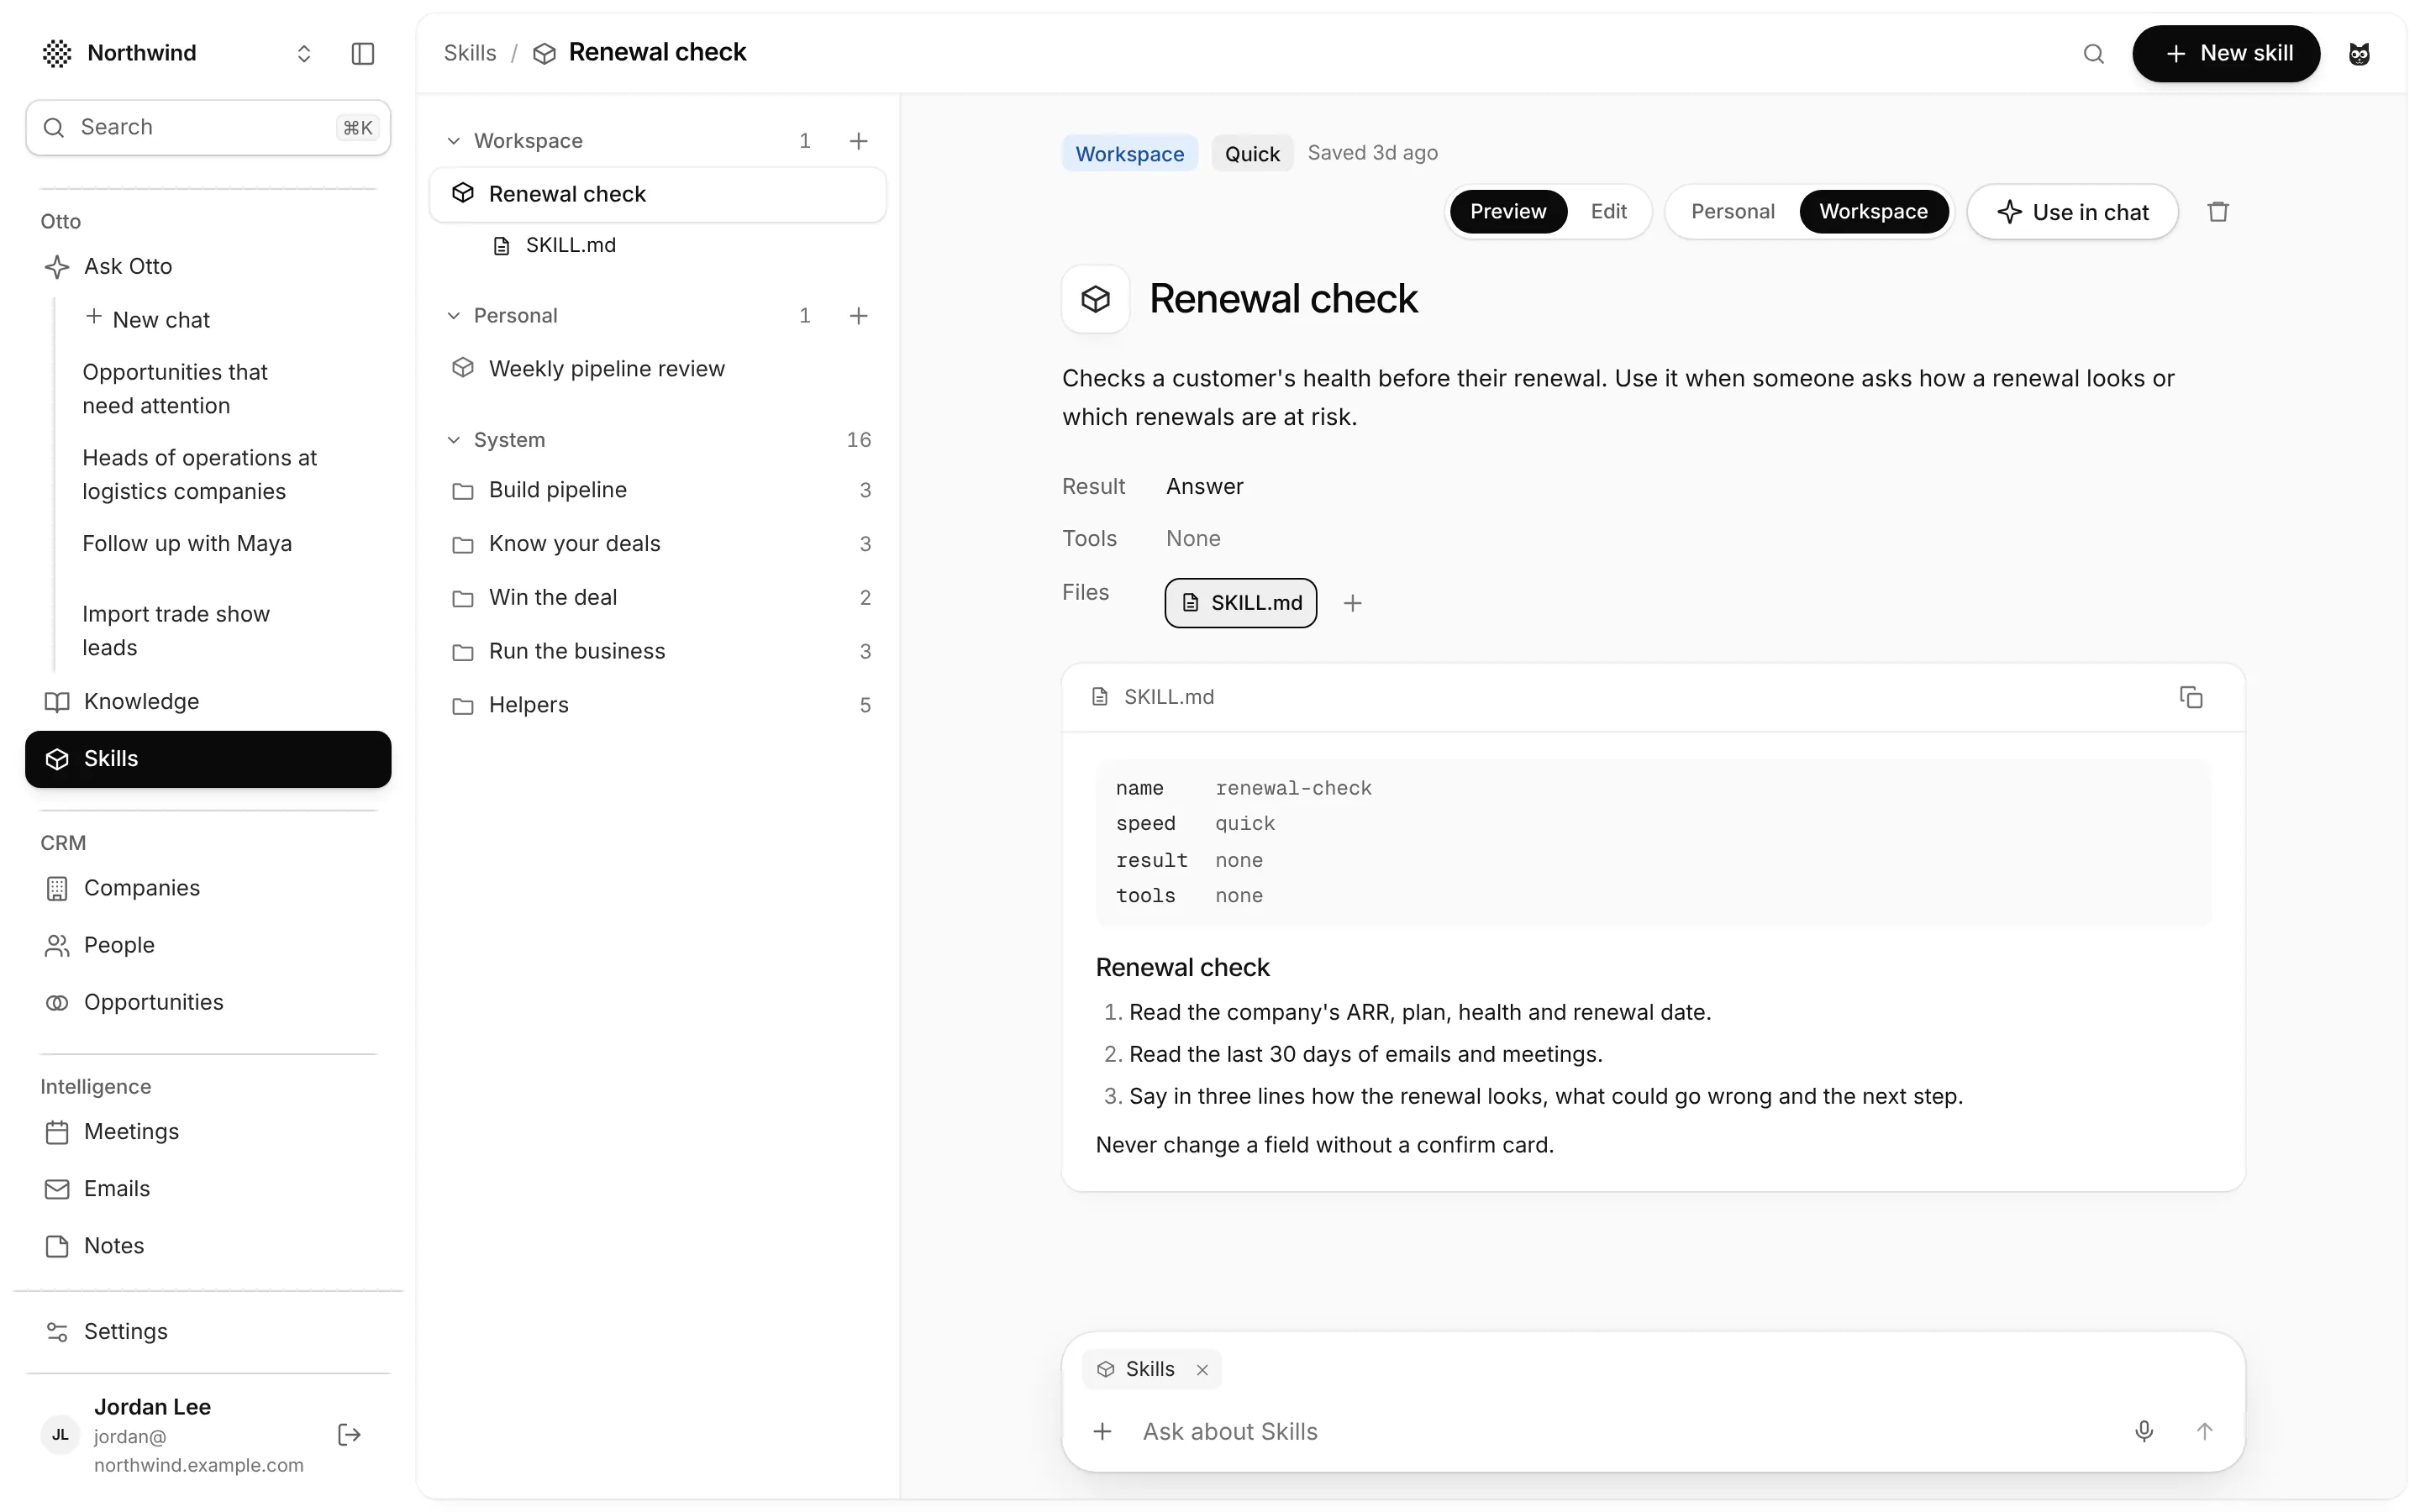 Northwind
Search ⌘K
Otto
Ask Otto
New chat
Opportunities that
need attention
Heads of operations at
logistics companies
Follow up with Maya
Import trade show
leads
Knowledge
Skills
CRM
Companies
People
Opportunities
Intelligence
Meetings
Emails
Notes
Settings
JL
Jordan Lee
jordan@
northwind.example.com
Skills / Renewal check
New skill
Workspace 1
Renewal check
SKILL.md
Personal 1
Weekly pipeline review
System 16
Build pipeline 3
Know your deals 3
Win the deal 2
Run the business 3
Helpers 5
Workspace Quick Saved 3d ago
Preview Edit Personal Workspace Use in chat
Renewal check
Checks a customer's health before their renewal. Use it when someone asks how a renewal looks or
which renewals are at risk.
Result Answer
Tools None
Files SKILL.md
SKILL.md
name renewal-check
speed quick
result none
tools none
Renewal check
1. Read the company's ARR, plan, health and renewal date.
2. Read the last 30 days of emails and meetings.
3. Say in three lines how the renewal looks, what could go wrong and the next step.
Never change a field without a confirm card.
Skills
Ask about Skills